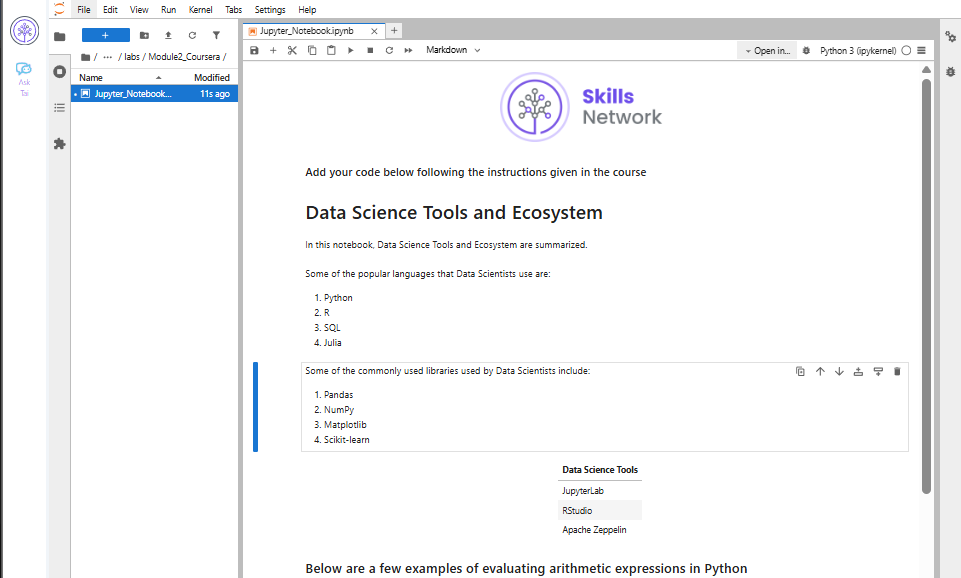 File Edit View Run Kernel Tabs Settings Help
Ask
Tai
+
/ ··· / labs / Module2_Coursera /
Name Modified
Jupyter_Notebook... 11s ago
Jupyter_Notebook.ipynb × +
Markdown Open in... Python 3 (ipykernel)
Skills
Network
Add your code below following the instructions given in the course
Data Science Tools and Ecosystem
In this notebook, Data Science Tools and Ecosystem are summarized.
Some of the popular languages that Data Scientists use are:
1. Python
2. R
3. SQL
4. Julia
Some of the commonly used libraries used by Data Scientists include:
1. Pandas
2. NumPy
3. Matplotlib
4. Scikit-learn
Data Science Tools
JupyterLab
RStudio
Apache Zeppelin
Below are a few examples of evaluating arithmetic expressions in Python